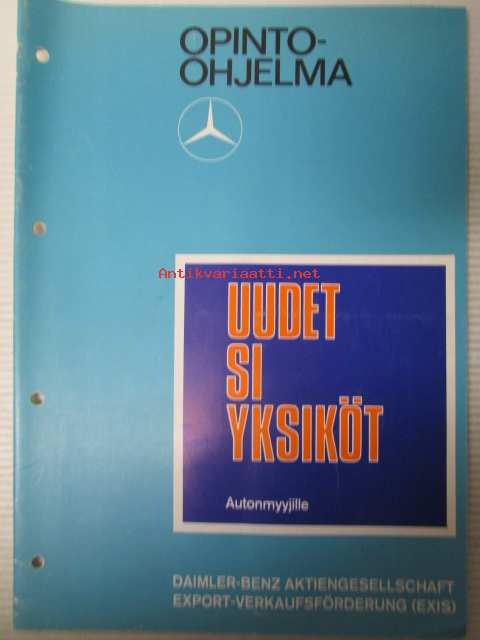 OPINTO-
OHJELMA
Antikvariaatti.net
UUDET
SI
YKSIKÖT
Autonmyyjille
DAIMLER-BENZ AKTIENGESELLSCHAFT
EXPORT-VERKAUFSFÖRDERUNG (EXIS)